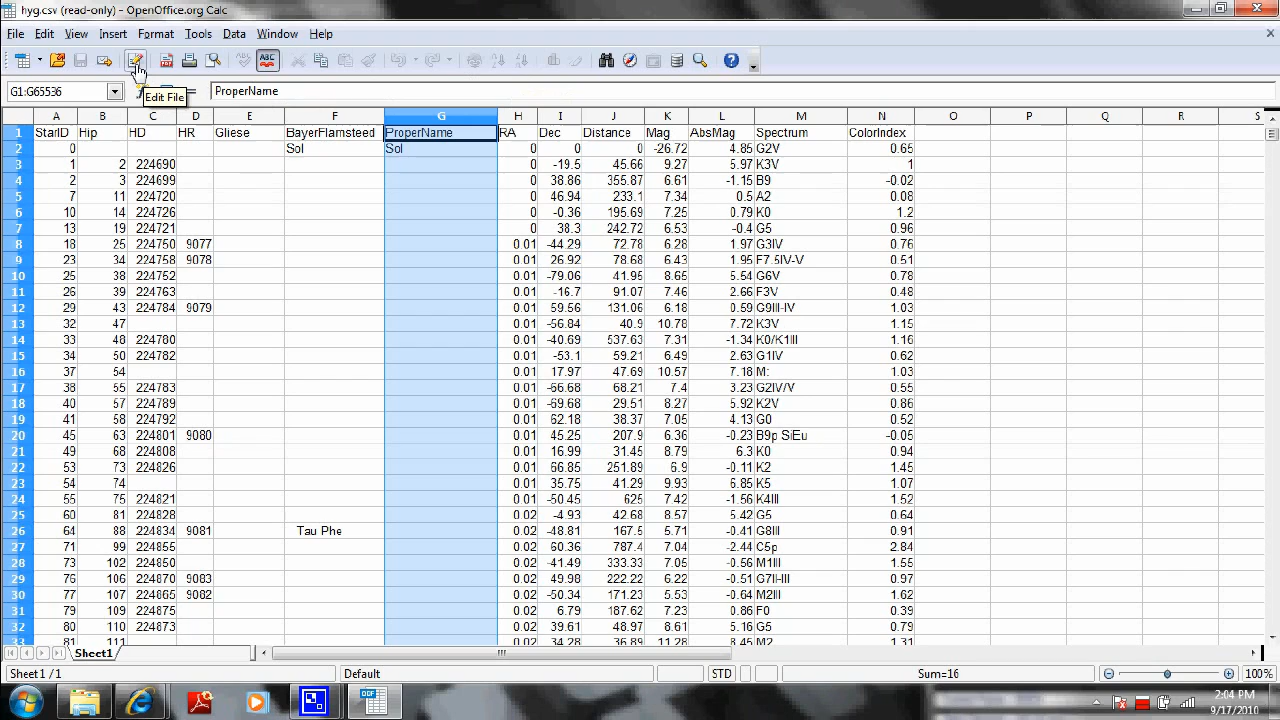 hyg.csv (read-only) - OpenOffice.org Calc
File Edit View Insert Format Tools Data Window Help
ABC ABC
G1:G65536 = ProperName
Edit File
A B C D E F G H I J K L M N O P Q R S
1 StarID Hip HD HR Gliese BayerFlamsteed ProperName RA Dec Distance Mag AbsMag Spectrum ColorIndex
2 0 Sol Sol 0 0 0 -26.72 4.85 G2V 0.65
3 1 2 224690 0 -19.5 45.66 9.27 5.97 K3V 1
4 2 3 224699 0 38.86 355.87 6.61 -1.15 B9 -0.02
5 7 11 224720 0 46.94 233.1 7.34 0.5 A2 0.08
6 10 14 224726 0 -0.36 195.69 7.25 0.79 K0 1.2
7 13 19 224721 0 38.3 242.72 6.53 -0.4 G5 0.96
8 18 25 224750 9077 0.01 -44.29 72.78 6.28 1.97 G3IV 0.76
9 23 34 224758 9078 0.01 26.92 78.68 6.43 1.95 F7.5IV-V 0.51
10 25 38 224752 0.01 -79.06 41.95 8.65 5.54 G6V 0.78
11 26 39 224763 0.01 -16.7 91.07 7.46 2.66 F3V 0.48
12 29 43 224784 9079 0.01 59.56 131.06 6.18 0.59 G9III-IV 1.03
13 32 47 0.01 -56.84 40.9 10.78 7.72 K3V 1.15
14 33 48 224780 0.01 -40.69 537.63 7.31 -1.34 K0/K1III 1.16
15 34 50 224782 0.01 -53.1 59.21 6.49 2.63 G1IV 0.62
16 37 54 0.01 17.97 47.69 10.57 7.18 M: 1.03
17 38 55 224783 0.01 -66.68 68.21 7.4 3.23 G2IV/V 0.55
18 40 57 224789 0.01 -69.68 29.51 8.27 5.92 K2V 0.86
19 41 58 224792 0.01 62.18 38.37 7.05 4.13 G0 0.52
20 45 63 224801 9080 0.01 45.25 207.9 6.36 -0.23 B9p SiEu -0.05
21 49 68 224808 0.01 16.99 31.45 8.79 6.3 K0 0.94
22 53 73 224826 0.01 66.85 251.89 6.9 -0.11 K2 1.45
23 54 74 0.01 35.75 41.29 9.93 6.85 K5 1.07
24 55 75 224821 0.01 -50.45 625 7.42 -1.56 K4III 1.52
25 60 81 224828 0.02 -4.93 42.68 8.57 5.42 G5 0.64
26 64 88 224834 9081 Tau Phe 0.02 -48.81 167.5 5.71 -0.41 G8III 0.91
27 71 99 224855 0.02 60.36 787.4 7.04 -2.44 C5p 2.84
28 73 102 224850 0.02 -41.49 333.33 7.05 -0.56 M1III 1.55
29 76 106 224870 9083 0.02 49.98 222.22 6.22 -0.51 G7II-III 0.97
30 77 107 224865 9082 0.02 -50.34 171.23 5.53 -0.64 M2III 1.62
31 79 109 224875 0.02 6.79 187.62 7.23 0.86 F0 0.39
32 80 110 224873 0.02 39.61 48.97 8.61 5.16 G5 0.79
33 81 111 0.02 34.28 36.89 11.28 8.45 M2 1.31
Sheet1
Sheet 1 / 1 Default STD Sum=16 100%
ODF
2:04 PM
9/17/2010